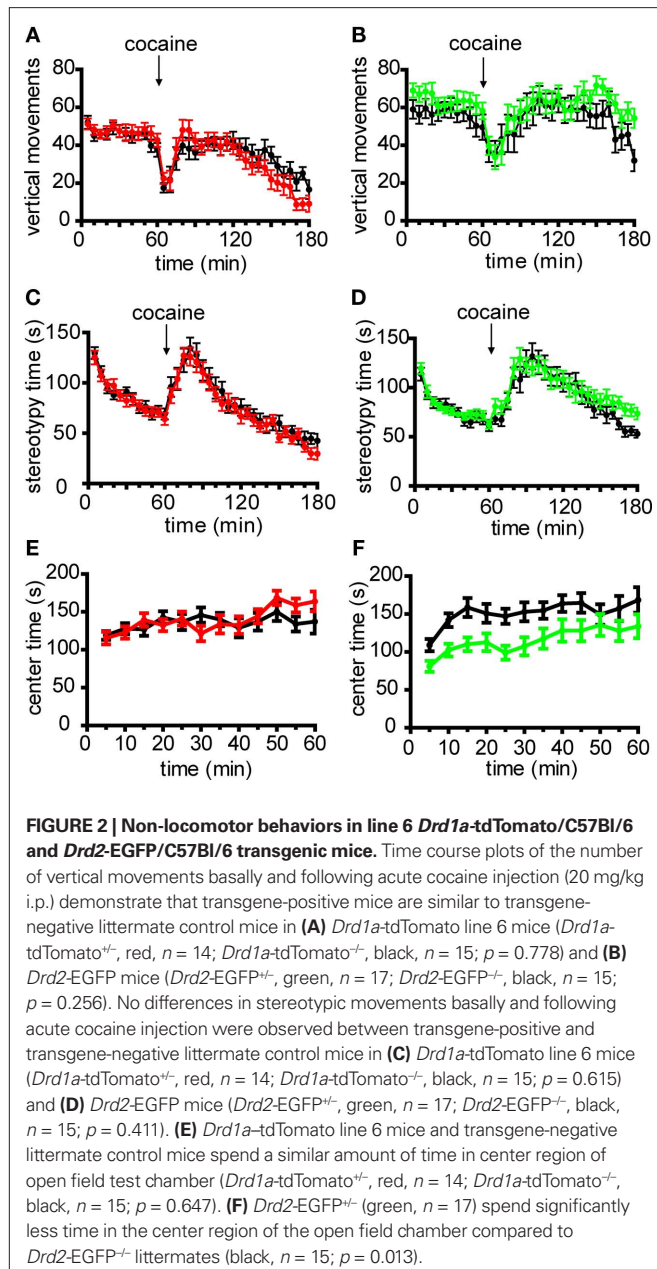 A
cocaine
vertical movements
80
60
40
20
0
0 60 120 180
time (min)
B
cocaine
vertical movements
80
60
40
20
0
0 60 120 180
time (min)
C
cocaine
stereotypy time (s)
150
100
50
0
0 60 120 180
time (min)
D
cocaine
stereotypy time (s)
150
100
50
0
0 60 120 180
time (min)
E
center time (s)
200
150
100
50
0
0 10 20 30 40 50 60
time (min)
F
center time (s)
200
150
100
50
0
0 10 20 30 40 50 60
time (min)
FIGURE 2 | Non-locomotor behaviors in line 6 Drd1a-tdTomato/C57Bl/6
and Drd2-EGFP/C57Bl/6 transgenic mice. Time course plots of the number
of vertical movements basally and following acute cocaine injection (20 mg/kg
i.p.) demonstrate that transgene-positive mice are similar to transgene-
negative littermate control mice in (A) Drd1a-tdTomato line 6 mice (Drd1a-
tdTomato⁺/⁻, red, n = 14; Drd1a-tdTomato⁻/⁻, black, n = 15; p = 0.778) and (B)
Drd2-EGFP mice (Drd2-EGFP⁺/⁻, green, n = 17; Drd2-EGFP⁻/⁻, black, n = 15;
p = 0.256). No differences in stereotypic movements basally and following
acute cocaine injection were observed between transgene-positive and
transgene-negative littermate control mice in (C) Drd1a-tdTomato line 6 mice
(Drd1a-tdTomato⁺/⁻, red, n = 14; Drd1a-tdTomato⁻/⁻, black, n = 15; p = 0.615)
and (D) Drd2-EGFP mice (Drd2-EGFP⁺/⁻, green, n = 17; Drd2-EGFP⁻/⁻, black,
n = 15; p = 0.411). (E) Drd1a–tdTomato line 6 mice and transgene-negative
littermate control mice spend a similar amount of time in center region of
open field test chamber (Drd1a-tdTomato⁺/⁻, red, n = 14; Drd1a-tdTomato⁻/⁻,
black, n = 15; p = 0.647). (F) Drd2-EGFP⁺/⁻ (green, n = 17) spend significantly
less time in the center region of the open field chamber compared to
Drd2-EGFP⁻/⁻ littermates (black, n = 15; p = 0.013).